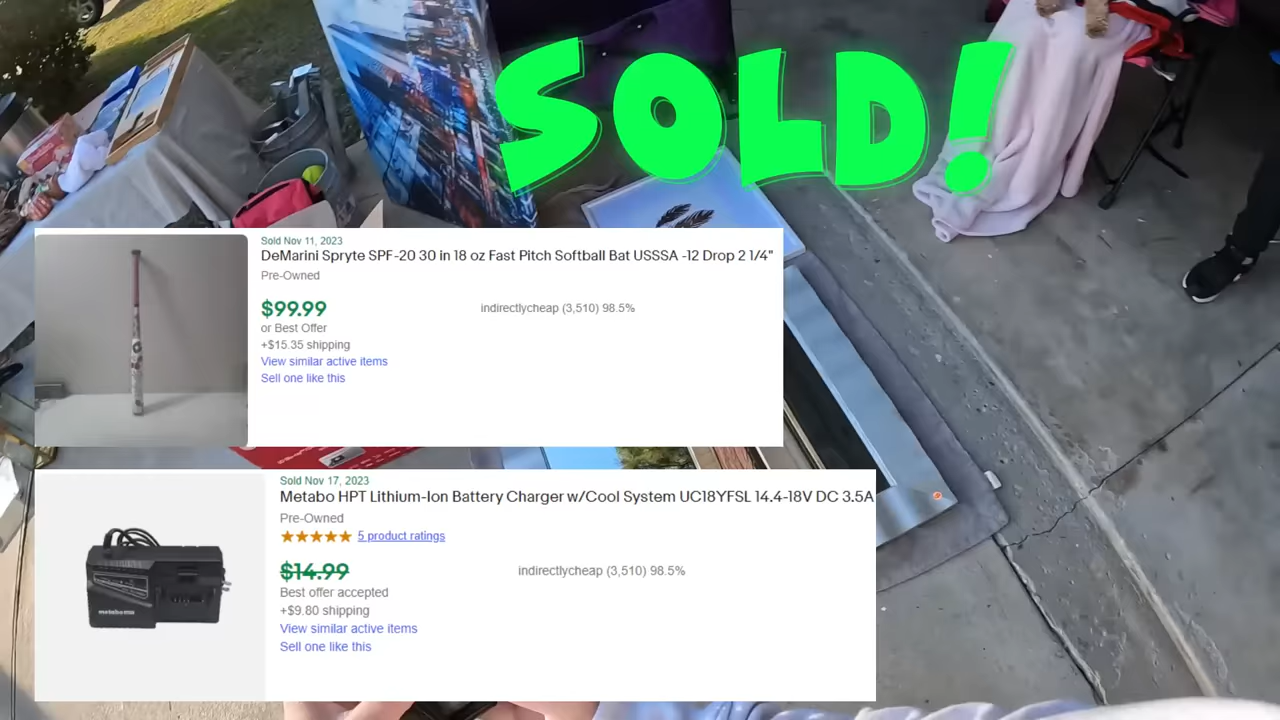 SOLD!
Sold Nov 11, 2023
DeMarini Spryte SPF-20 30 in 18 oz Fast Pitch Softball Bat USSSA -12 Drop 2 1/4"
Pre-Owned
$99.99
indirectlycheap (3,510) 98.5%
or Best Offer
+$15.35 shipping
View similar active items
Sell one like this
Sold Nov 17, 2023
Metabo HPT Lithium-Ion Battery Charger w/Cool System UC18YFSL 14.4-18V DC 3.5A
Pre-Owned
5 product ratings
$14.99
indirectlycheap (3,510) 98.5%
Best offer accepted
+$9.80 shipping
View similar active items
Sell one like this
metabo